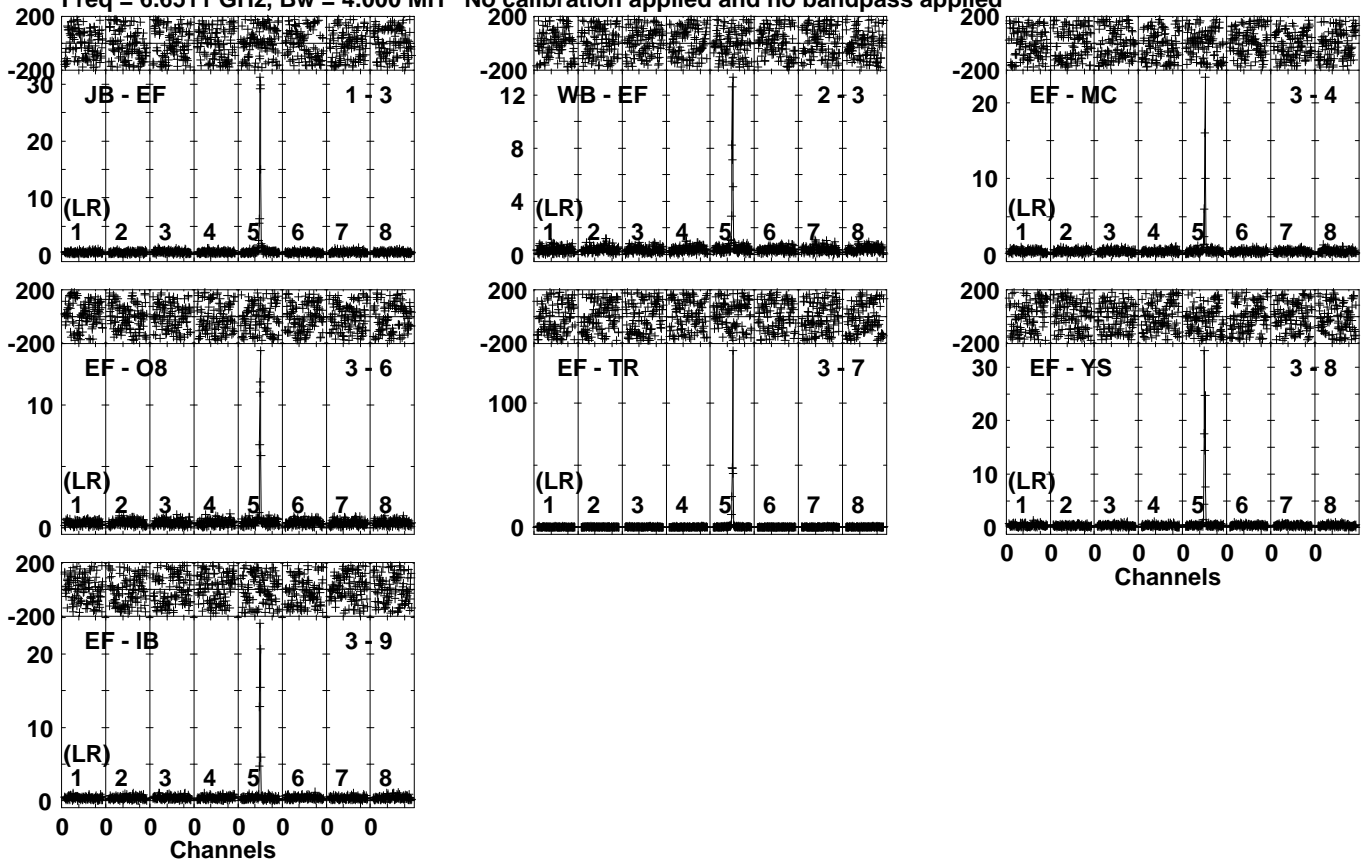 Freq = 6.6511 GHz, Bw = 4.000 MH No calibration applied and no bandpass applied
200
-200
30
20
10
0
JB - EF 1 - 3
(LR)
1 2 3 4 5 6 7 8
200
-200
12
8
4
0
WB - EF 2 - 3
(LR)
1 2 3 4 5 6 7 8
200
-200
20
10
0
EF - MC 3 - 4
(LR)
1 2 3 4 5 6 7 8
200
-200
10
0
EF - O8 3 - 6
(LR)
1 2 3 4 5 6 7 8
200
-200
100
0
EF - TR 3 - 7
(LR)
1 2 3 4 5 6 7 8
200
-200
30
20
10
0
EF - YS 3 - 8
(LR)
1 2 3 4 5 6 7 8
0 0 0 0 0 0 0 0
Channels
200
-200
20
10
0
EF - IB 3 - 9
(LR)
1 2 3 4 5 6 7 8
0 0 0 0 0 0 0 0
Channels